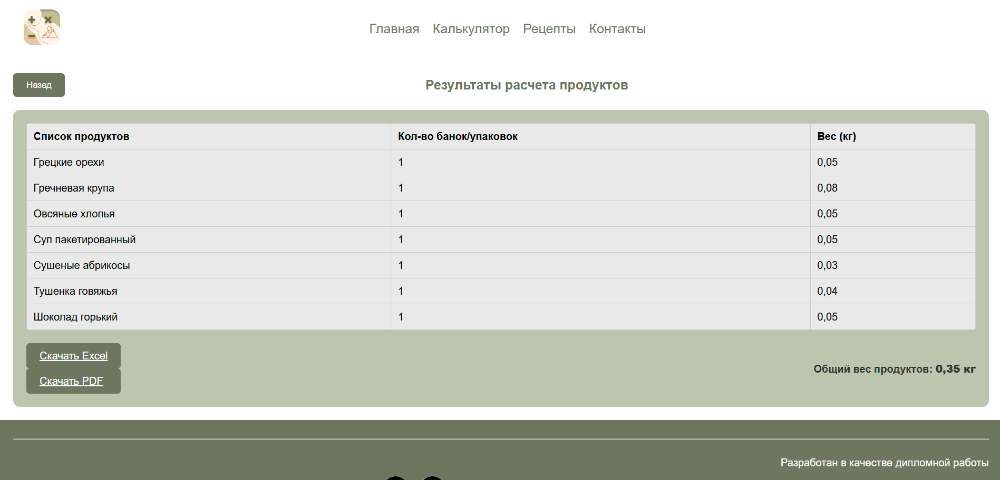 Главная Калькулятор Рецепты Контакты
Назад
Результаты расчета продуктов
Список продуктов Кол-во банок/упаковок Вес (кг)
Грецкие орехи 1 0,05
Гречневая крупа 1 0,08
Овсяные хлопья 1 0,05
Суп пакетированный 1 0,05
Сушеные абрикосы 1 0,03
Тушенка говяжья 1 0,04
Шоколад горький 1 0,05
Скачать Excel
Общий вес продуктов: 0,35 кг
Скачать PDF
Разработан в качестве дипломной работы